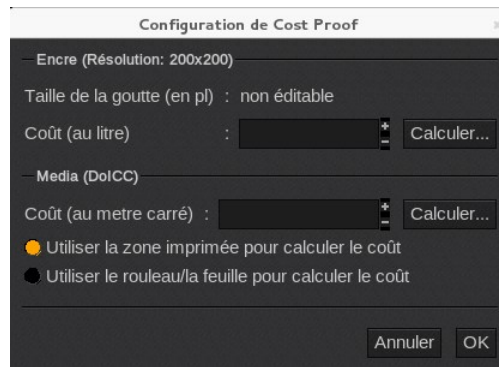 Configuration de Cost Proof
Encre (Résolution: 200x200)
Taille de la goutte (en pl) : non éditable
Coût (au litre) : Calculer...
Media (DoICC)
Coût (au metre carré) : Calculer...
Utiliser la zone imprimée pour calculer le coût
Utiliser le rouleau/la feuille pour calculer le coût
Annuler OK